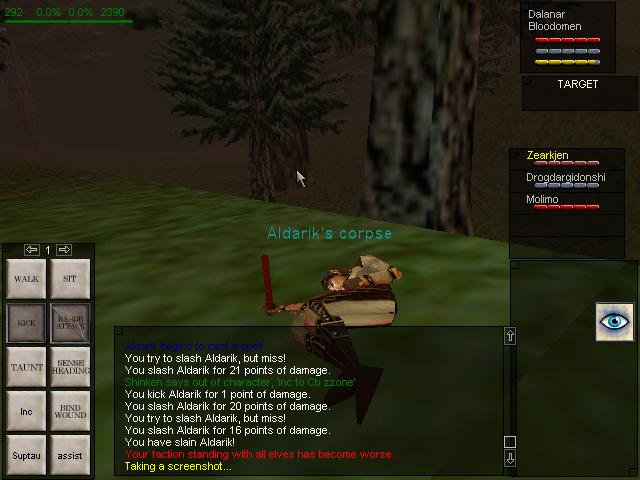 292 0.0% 0.0% 2390
Dalanar
Bloodomen
TARGET
Zearkjen
Drogdargidonshi
Molimo
Aldarik's corpse
1
WALK SIT
KICK RANGE ATTACK
TAUNT SENSE HEADING
Inc BIND WOUND
Suptau assist
Aldarik begins to cast a spell.
You try to slash Aldarik, but miss!
You slash Aldarik for 21 points of damage.
Shinken says out of character, 'inc to Cb zzone'
You kick Aldarik for 1 point of damage.
You slash Aldarik for 20 points of damage.
You try to slash Aldarik, but miss!
You slash Aldarik for 16 points of damage.
You have slain Aldarik!
Your faction standing with all elves has become worse.
Taking a screenshot...